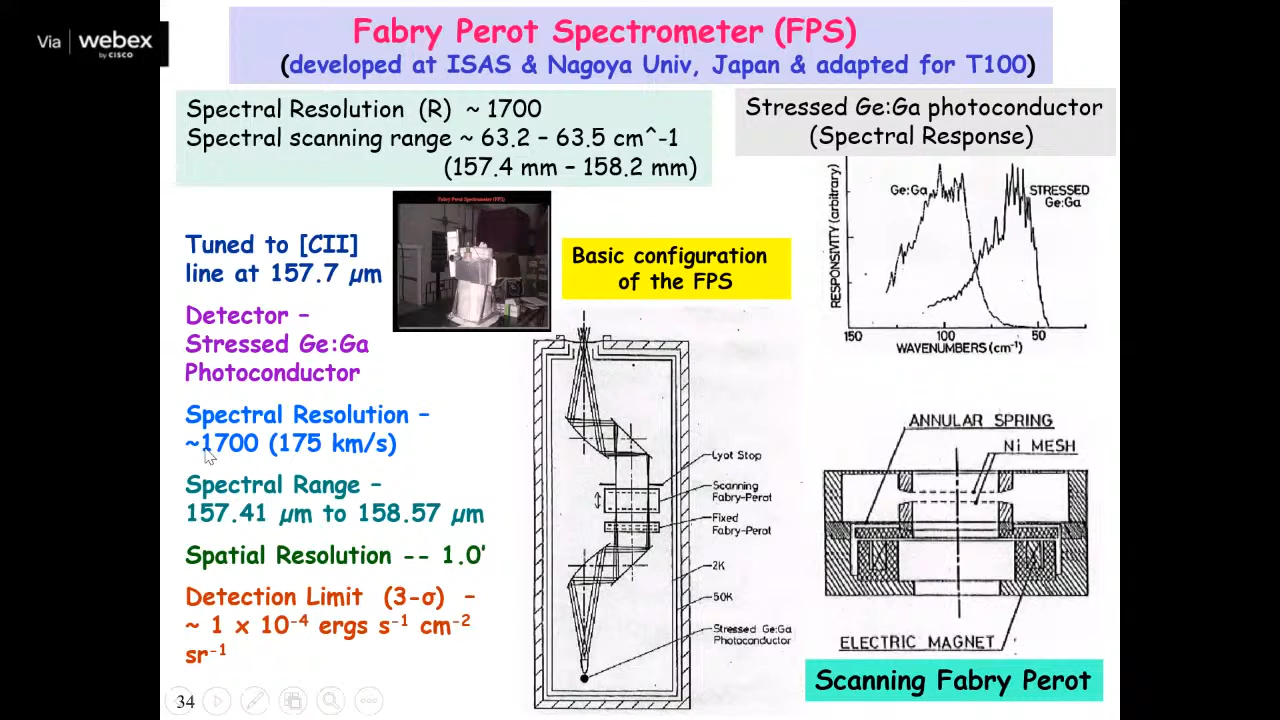 Via webex
by CISCO
Fabry Perot Spectrometer (FPS)
(developed at ISAS & Nagoya Univ, Japan & adapted for T100)
Spectral Resolution (R) ~ 1700
Spectral scanning range ~ 63.2 – 63.5 cm^-1
(157.4 mm – 158.2 mm)
Stressed Ge:Ga photoconductor
(Spectral Response)
Fabry Perot Spectrometer (FPS)
Tuned to [CII]
line at 157.7 µm
Detector –
Stressed Ge:Ga
Photoconductor
Spectral Resolution –
~1700 (175 km/s)
Spectral Range –
157.41 µm to 158.57 µm
Spatial Resolution -- 1.0'
Detection Limit (3-σ) –
~ 1 x 10⁻⁴ ergs s⁻¹ cm⁻²
sr⁻¹
Basic configuration
of the FPS
Lyot Stop
Scanning
Fabry-Perot
Fixed
Fabry-Perot
2K
50K
Stressed Ge:Ga
Photoconductor
RESPONSIVITY (arbitrary)
Ge:Ga
STRESSED
Ge:Ga
150 100 50
WAVENUMBERS (cm⁻¹)
ANNULAR SPRING
Ni MESH
ELECTRIC MAGNET
Scanning Fabry Perot
34